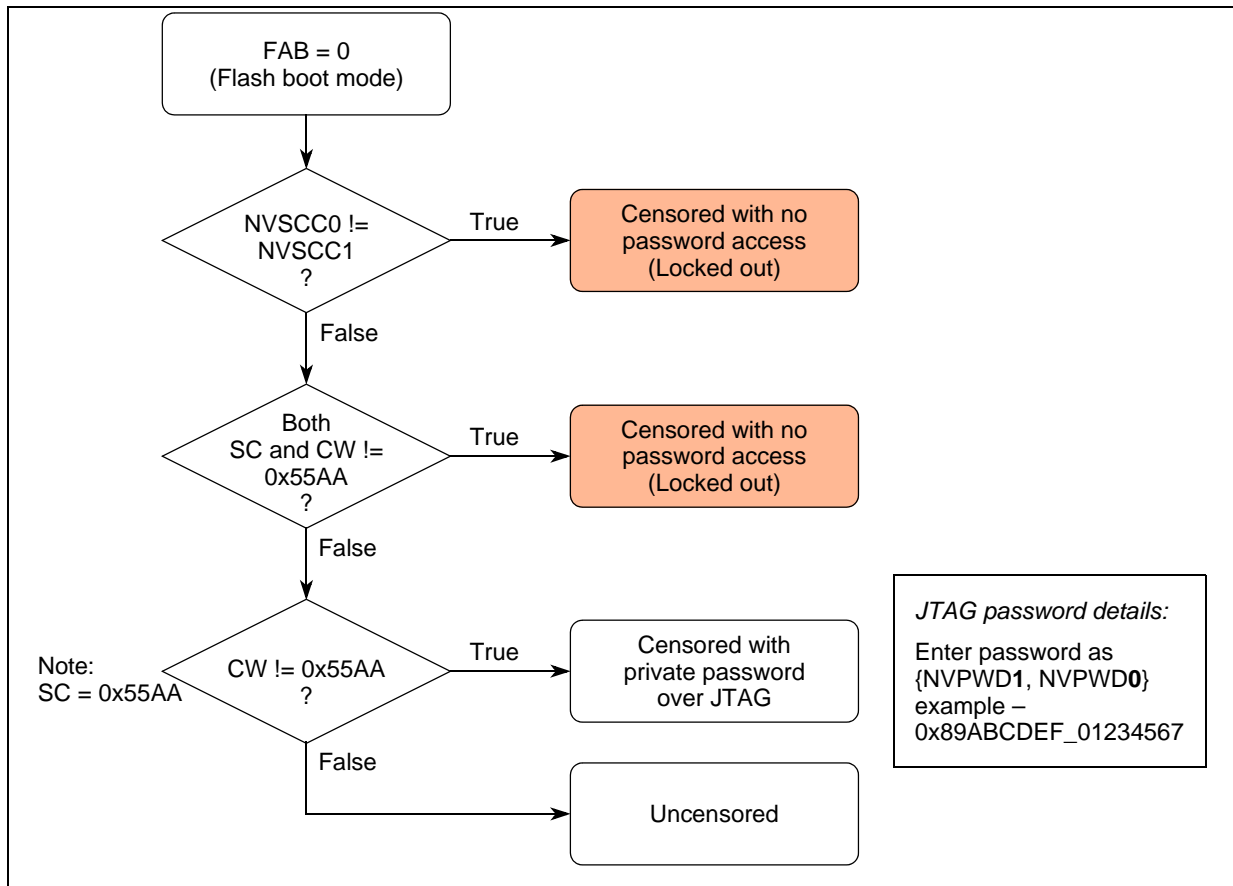 FAB = 0
(Flash boot mode)
NVSCC0 !=
NVSCC1
?
True
Censored with no
password access
(Locked out)
False
Both
SC and CW !=
0x55AA
?
True
Censored with no
password access
(Locked out)
False
Note:
SC = 0x55AA
CW != 0x55AA
?
True
Censored with
private password
over JTAG
JTAG password details:
Enter password as
{NVPWD1, NVPWD0}
example –
0x89ABCDEF_01234567
False
Uncensored